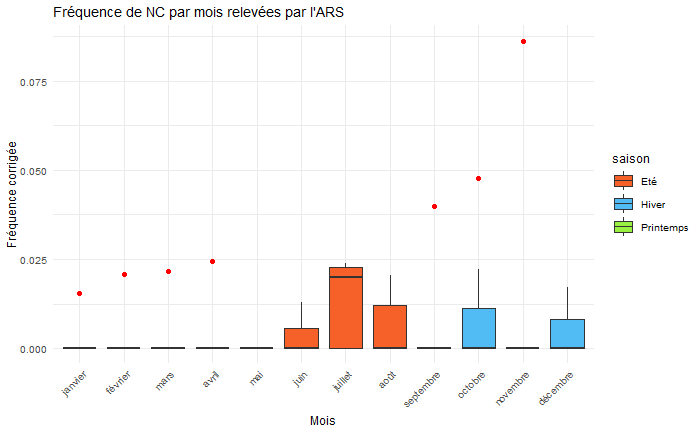 Fréquence de NC par mois relevées par l'ARS
0.075
0.050
0.025
0.000
Fréquence corrigée
janvier
février
mars
avril
mai
juin
juillet
août
septembre
octobre
novembre
décembre
Mois
saison
Eté
Hiver
Printemps